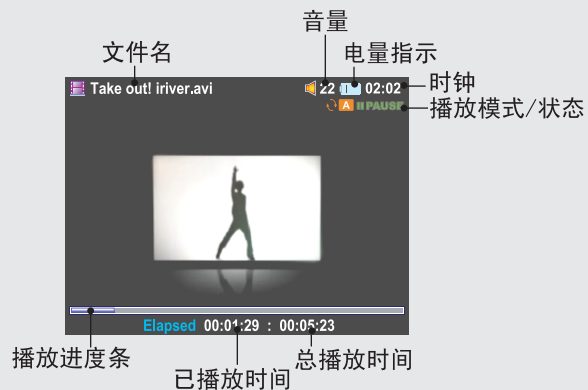 音量
文件名
电量指示
Take out! iriver.avi
22
02:02
时钟
A
PAUSE
播放模式/状态
Elapsed 00:01:29 : 00:05:23
播放进度条
总播放时间
已播放时间